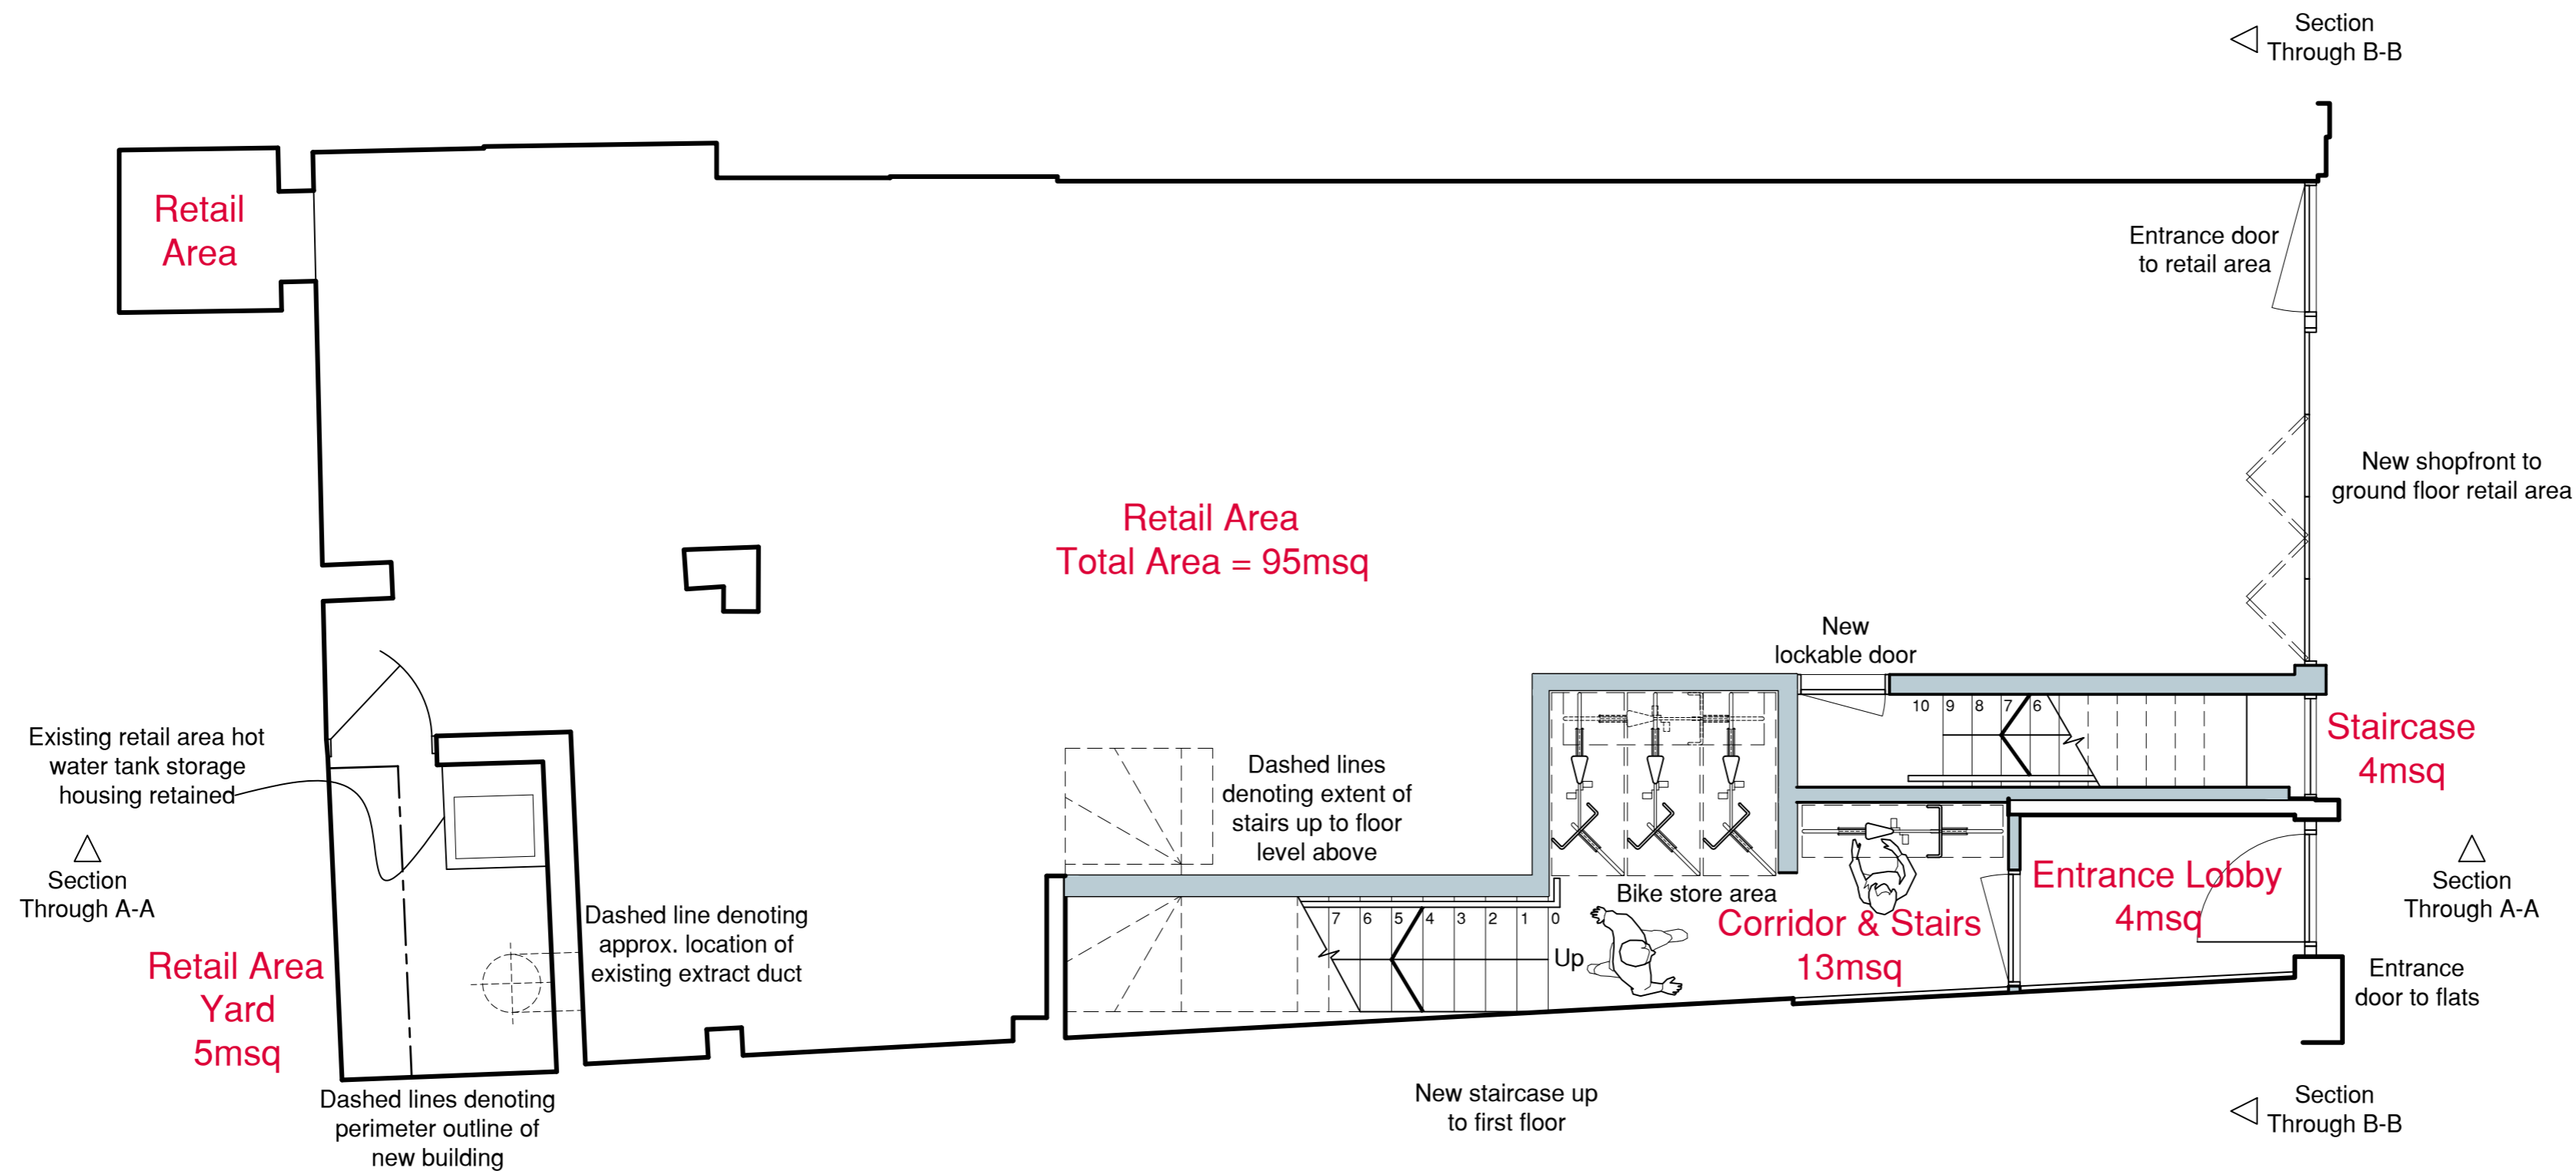 Section
Through B-B
Retail
Area
Entrance door
to retail area
Retail Area
Total Area = 95msq
New shopfront to
ground floor retail area
New
lockable door
10 9 8 7 6
Staircase
4msq
Existing retail area hot
water tank storage
housing retained
Dashed lines
denoting extent of
stairs up to floor
level above
Section
Through A-A
Section
Through A-A
Entrance Lobby
4msq
Bike store area
Corridor & Stairs
13msq
7 6 5 4 3 2 1 0
Up
Dashed line denoting
approx. location of
existing extract duct
Retail Area
Yard
5msq
Entrance
door to flats
Dashed lines denoting
perimeter outline of
new building
New staircase up
to first floor
Section
Through B-B